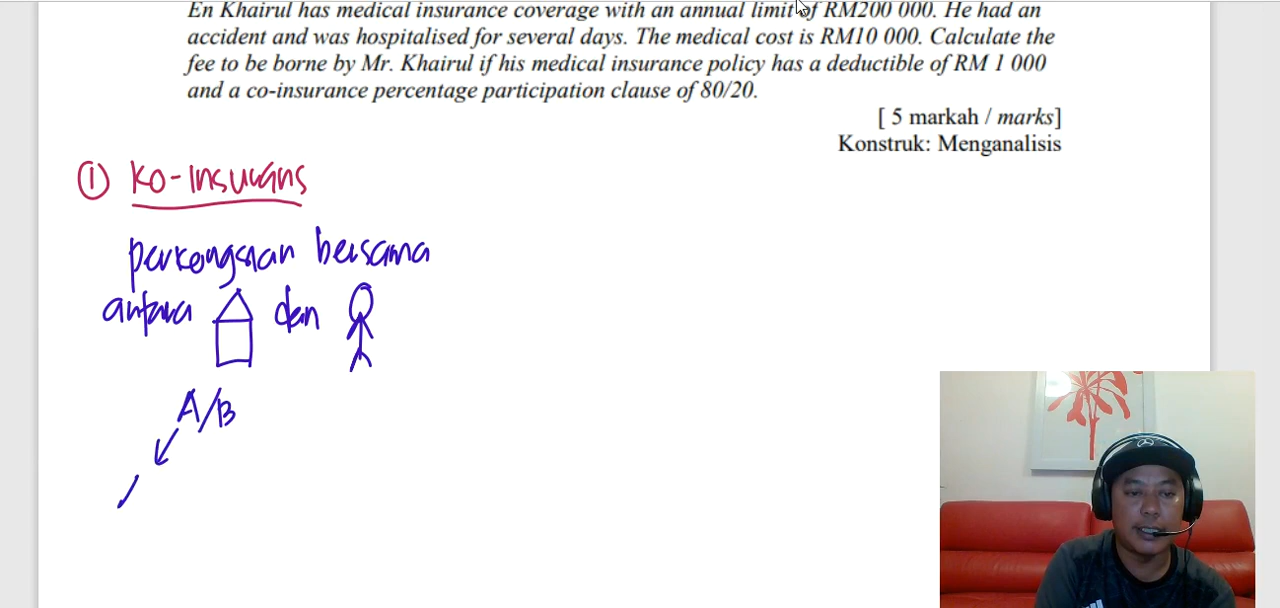 En Khairul has medical insurance coverage with an annual limit of RM200 000. He had an
accident and was hospitalised for several days. The medical cost is RM10 000. Calculate the
fee to be borne by Mr. Khairul if his medical insurance policy has a deductible of RM 1 000
and a co-insurance percentage participation clause of 80/20.
[ 5 markah / marks]
Konstruk: Menganalisis
① Ko-insurans
perkongsian bersama
antara dan
A/B